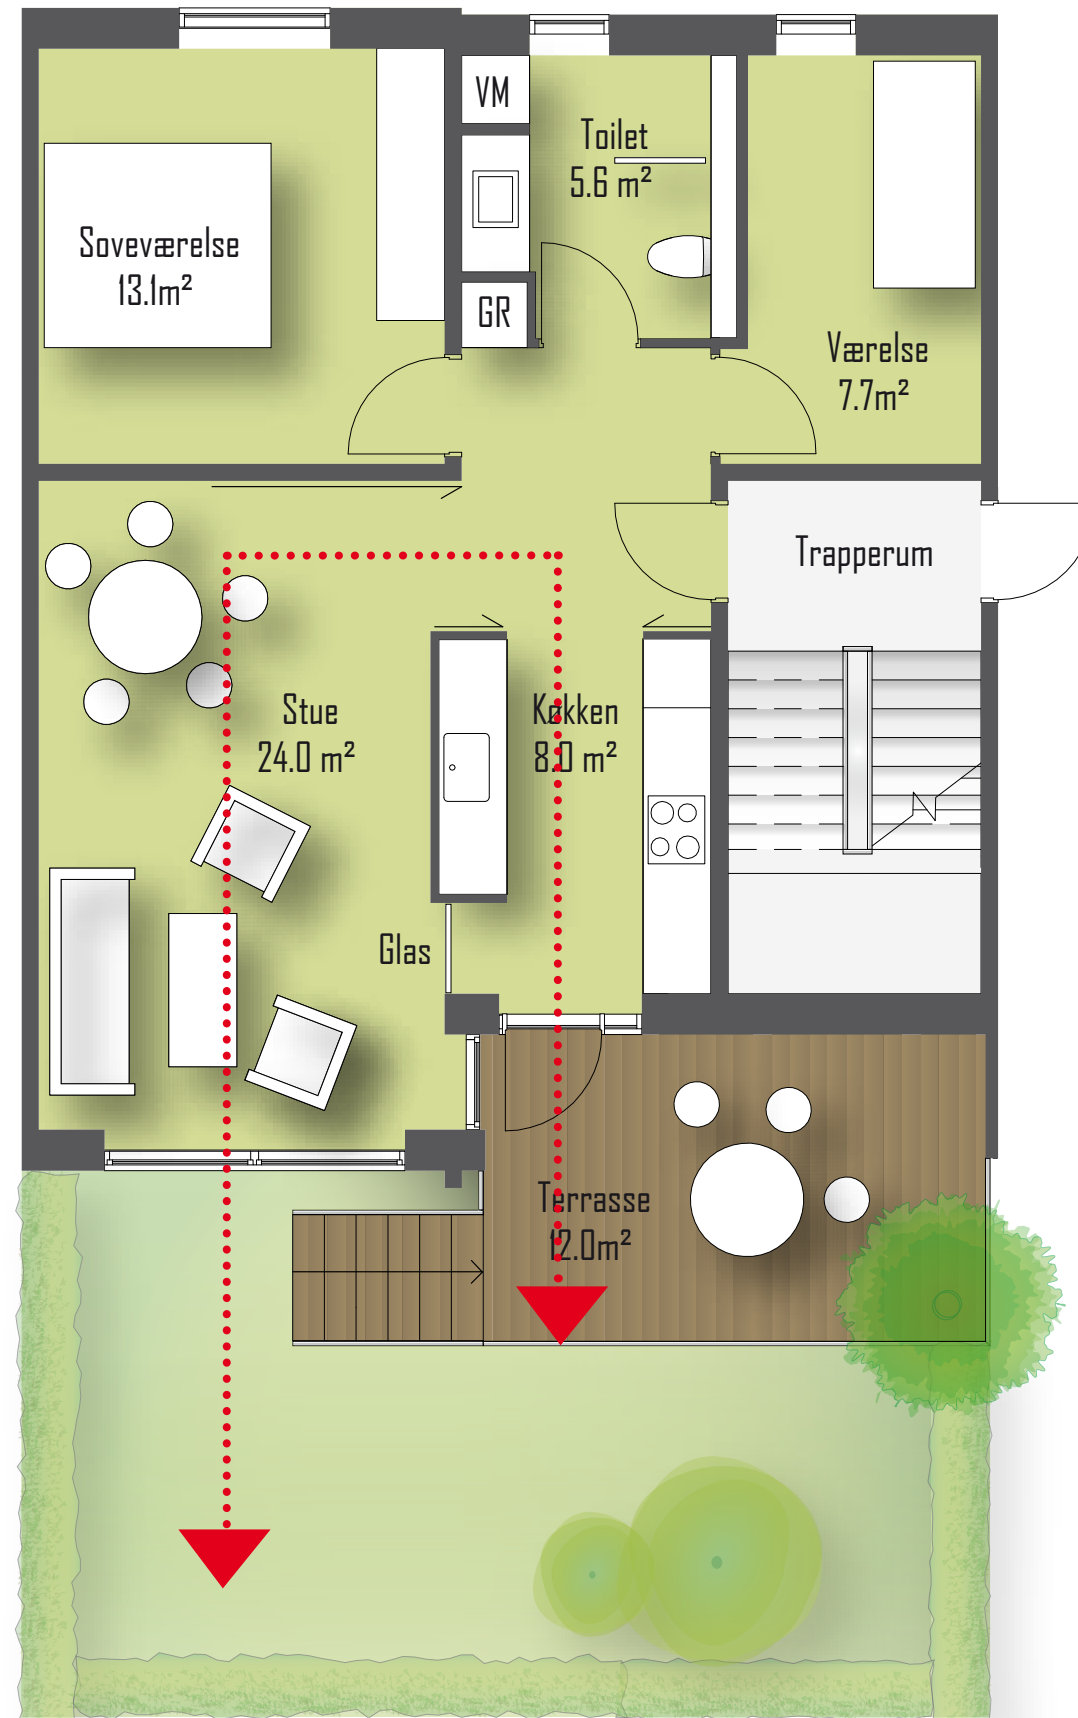 VM
Toilet
5.6 m²
Soveværelse
13.1m²
GR
Værelse
7.7m²
Trapperum
Stue
24.0 m²
Køkken
8.0 m²
Glas
Terrasse
12.0m²